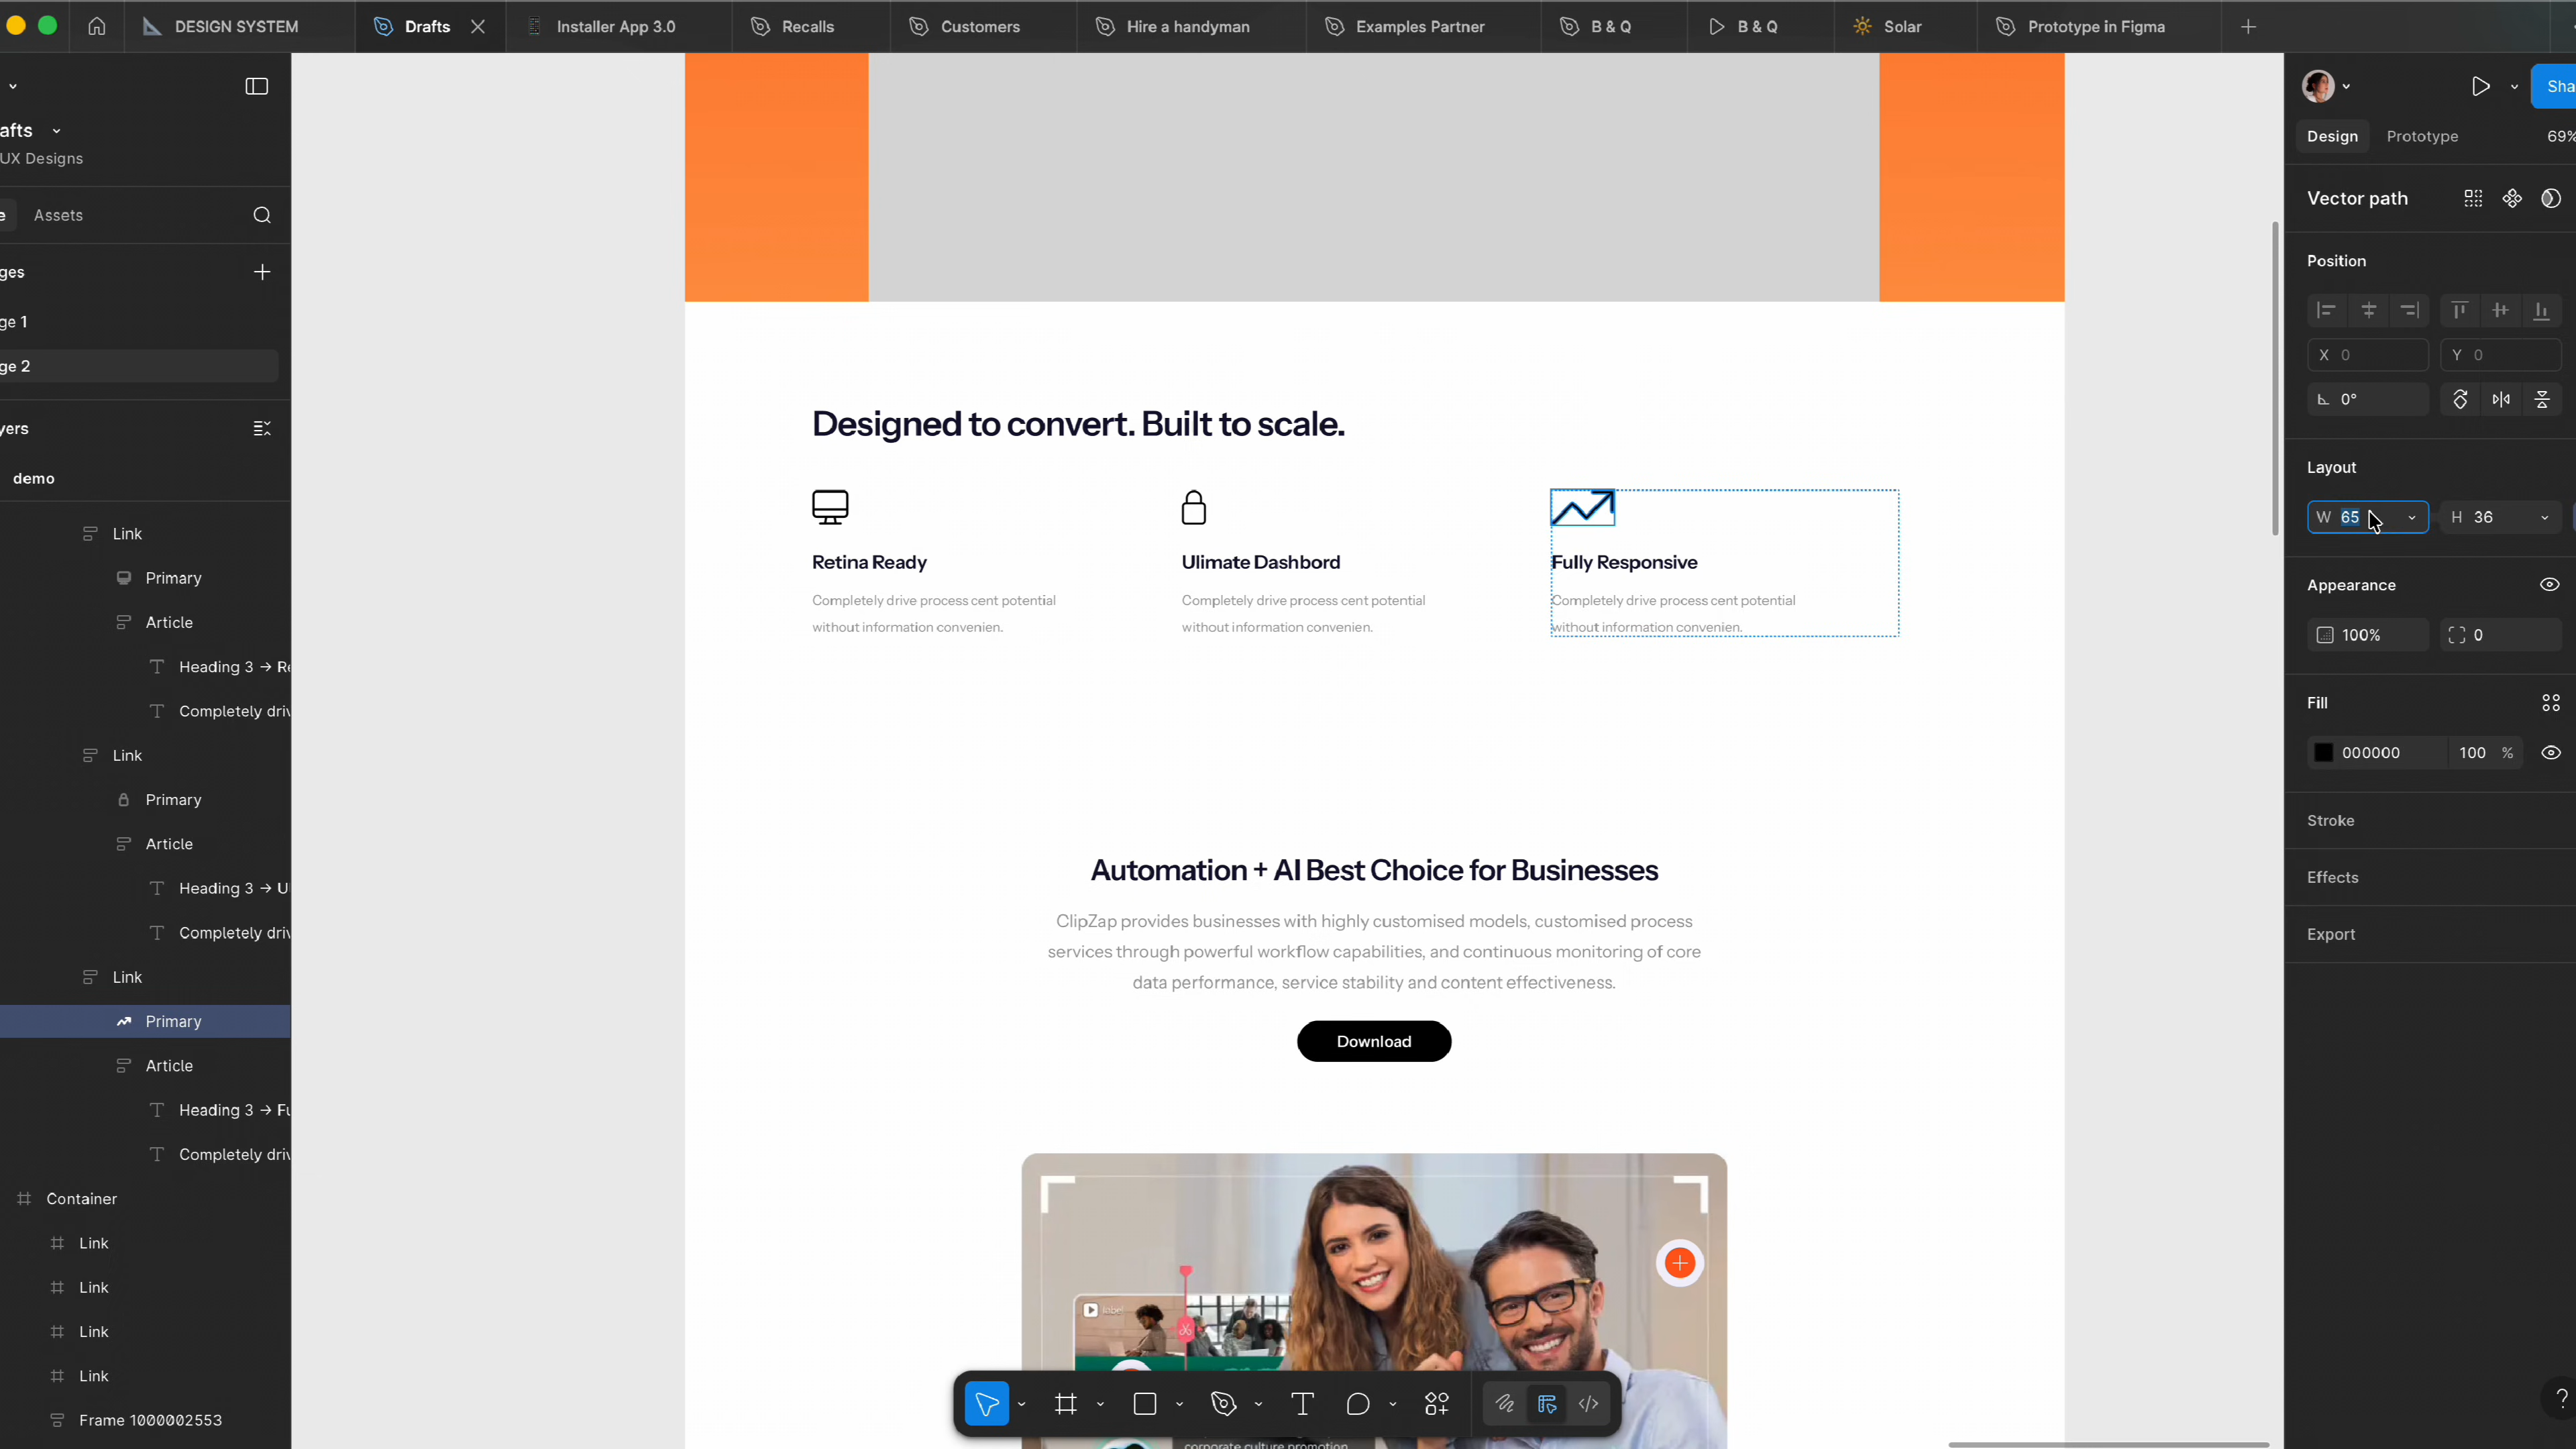 DESIGN SYSTEM
Drafts
Installer App 3.0
Recalls
Customers
Hire a handyman
Examples Partner
B & Q
B & Q
Solar
Prototype in Figma
afts
UX Designs
e
Assets
ges
ge 1
ge 2
yers
demo
Link
Primary
Article
Heading 3 → Re
Completely driv
Link
Primary
Article
Heading 3 → U
Completely driv
Link
Primary
Article
Heading 3 → Fu
Completely driv
Container
Link
Link
Link
Link
Frame 1000002553
Designed to convert. Built to scale.
Retina Ready
Completely drive process cent potential
without information convenien.
Ulimate Dashbord
Completely drive process cent potential
without information convenien.
Fully Responsive
Completely drive process cent potential
without information convenien.
Automation + AI Best Choice for Businesses
ClipZap provides businesses with highly customised models, customised process
services through powerful workflow capabilities, and continuous monitoring of core
data performance, service stability and content effectiveness.
Download
label
corporate culture promotion
Sha
Design
Prototype
69%
Vector path
Position
X 0
Y 0
0°
Layout
W 65
H 36
Appearance
100%
0
Fill
000000
100 %
Stroke
Effects
Export
?